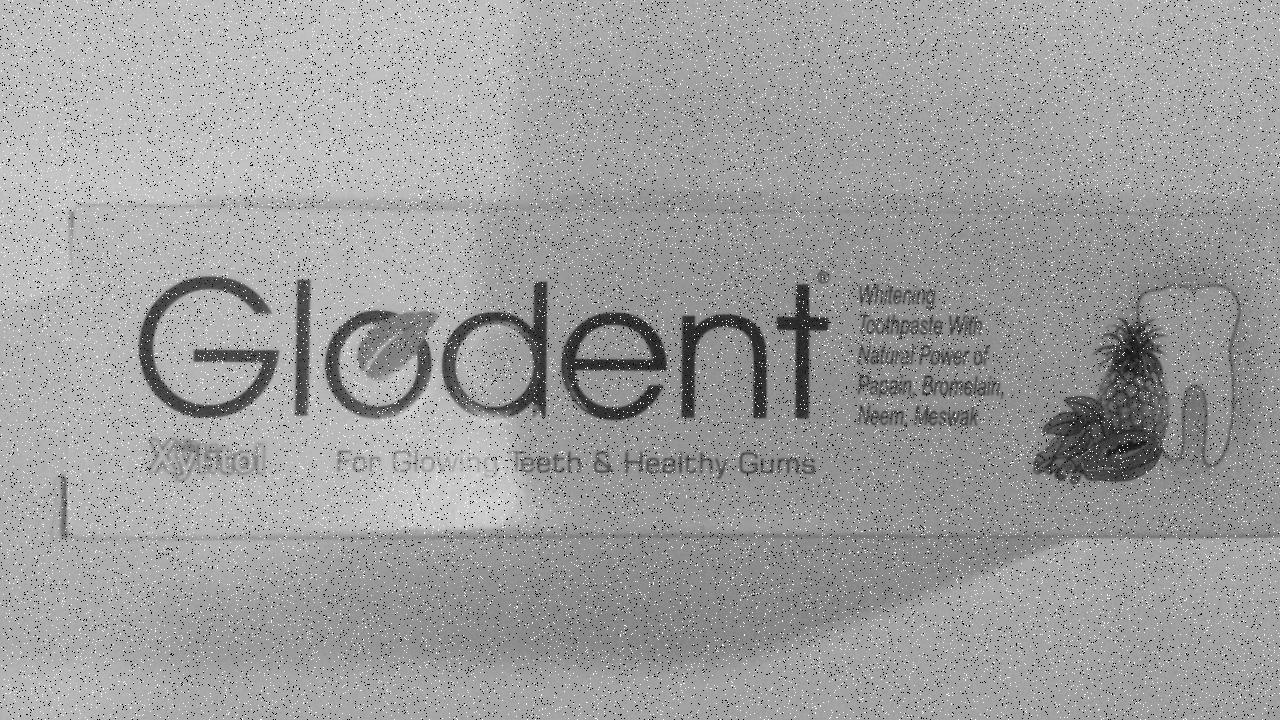 Glodent®
Whitening
Toothpaste With
Natural Power of
Papain, Bromelain,
Neem, Meswak
Xylitol
For Glowing Teeth & Healthy Gums